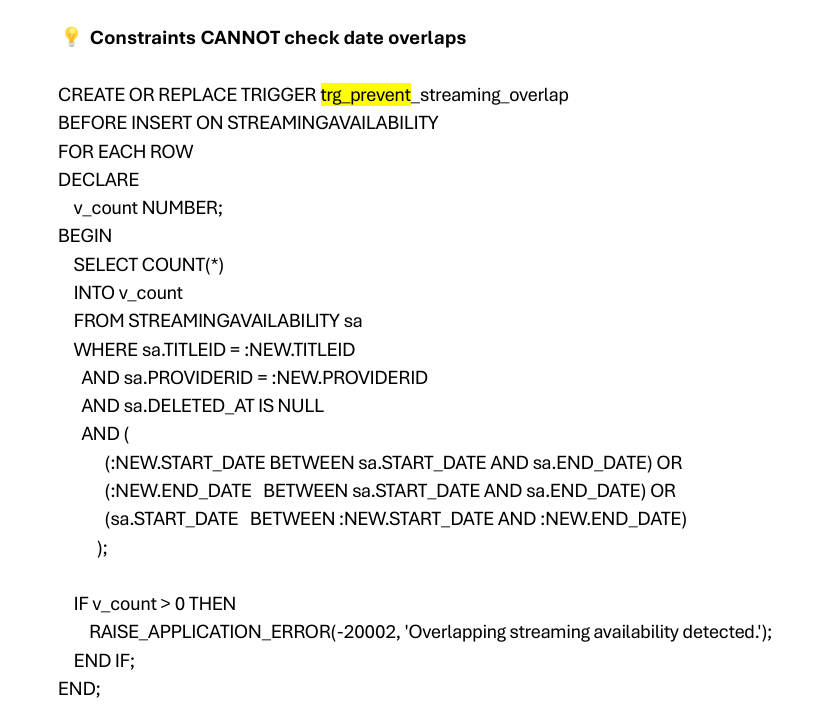 💡 Constraints CANNOT check date overlaps
CREATE OR REPLACE TRIGGER trg_prevent_streaming_overlap
BEFORE INSERT ON STREAMINGAVAILABILITY
FOR EACH ROW
DECLARE
v_count NUMBER;
BEGIN
SELECT COUNT(*)
INTO v_count
FROM STREAMINGAVAILABILITY sa
WHERE sa.TITLEID = :NEW.TITLEID
AND sa.PROVIDERID = :NEW.PROVIDERID
AND sa.DELETED_AT IS NULL
AND (
(:NEW.START_DATE BETWEEN sa.START_DATE AND sa.END_DATE) OR
(:NEW.END_DATE BETWEEN sa.START_DATE AND sa.END_DATE) OR
(sa.START_DATE BETWEEN :NEW.START_DATE AND :NEW.END_DATE)
);
IF v_count > 0 THEN
RAISE_APPLICATION_ERROR(-20002, 'Overlapping streaming availability detected.');
END IF;
END;